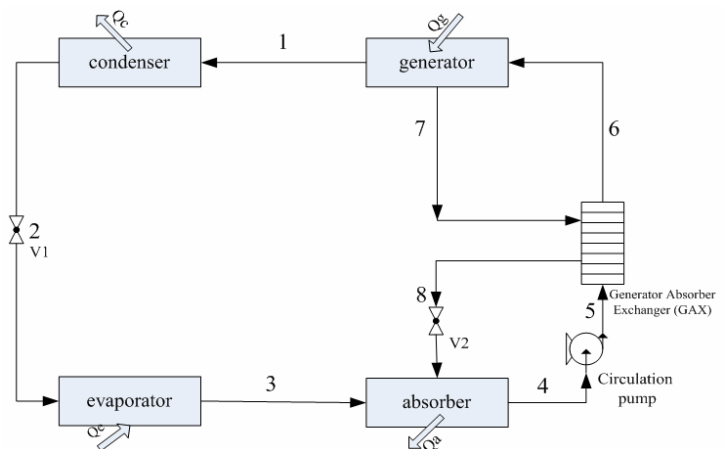 Qc
Qg
condenser
1
generator
7
6
2
V1
8
V2
5
Generator Absorber
Exchanger (GAX)
evaporator
3
absorber
4
Circulation
pump
Qe
Qa